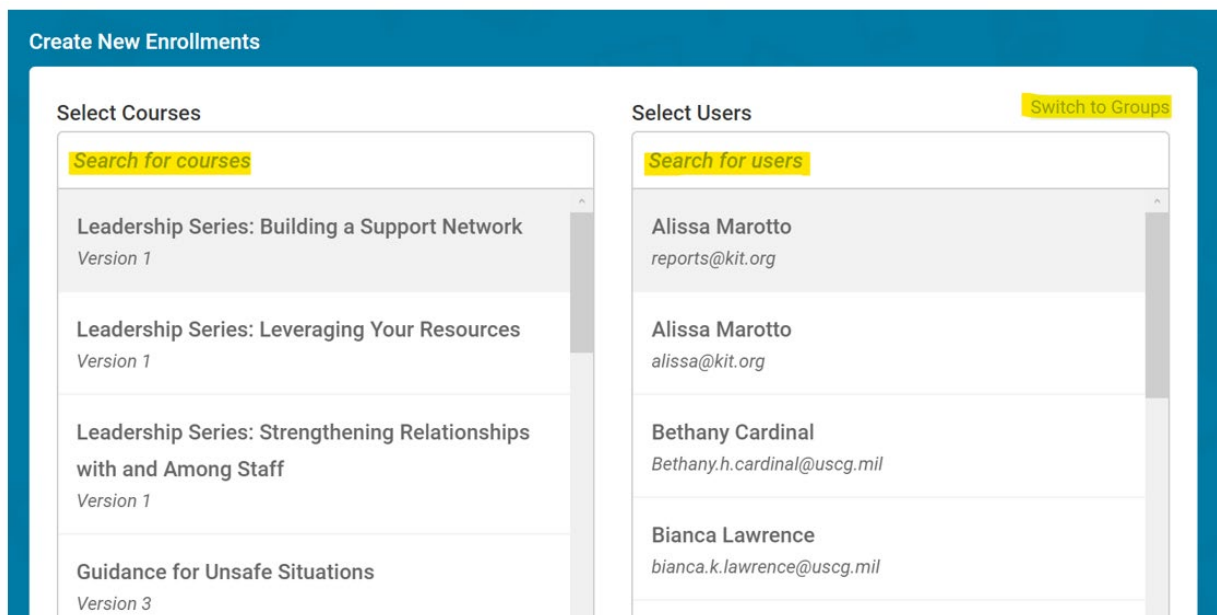 Create New Enrollments
Select Courses
Search for courses
Leadership Series: Building a Support Network
Version 1
Leadership Series: Leveraging Your Resources
Version 1
Leadership Series: Strengthening Relationships
with and Among Staff
Version 1
Guidance for Unsafe Situations
Version 3
Select Users
Switch to Groups
Search for users
Alissa Marotto
reports@kit.org
Alissa Marotto
alissa@kit.org
Bethany Cardinal
Bethany.h.cardinal@uscg.mil
Bianca Lawrence
bianca.k.lawrence@uscg.mil